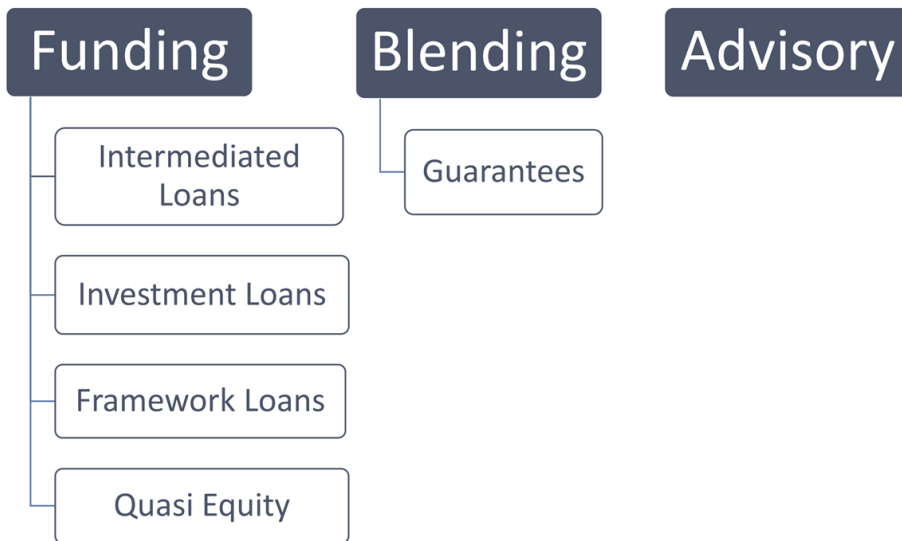 Funding
Intermediated
Loans
Investment Loans
Framework Loans
Quasi Equity
Blending
Guarantees
Advisory